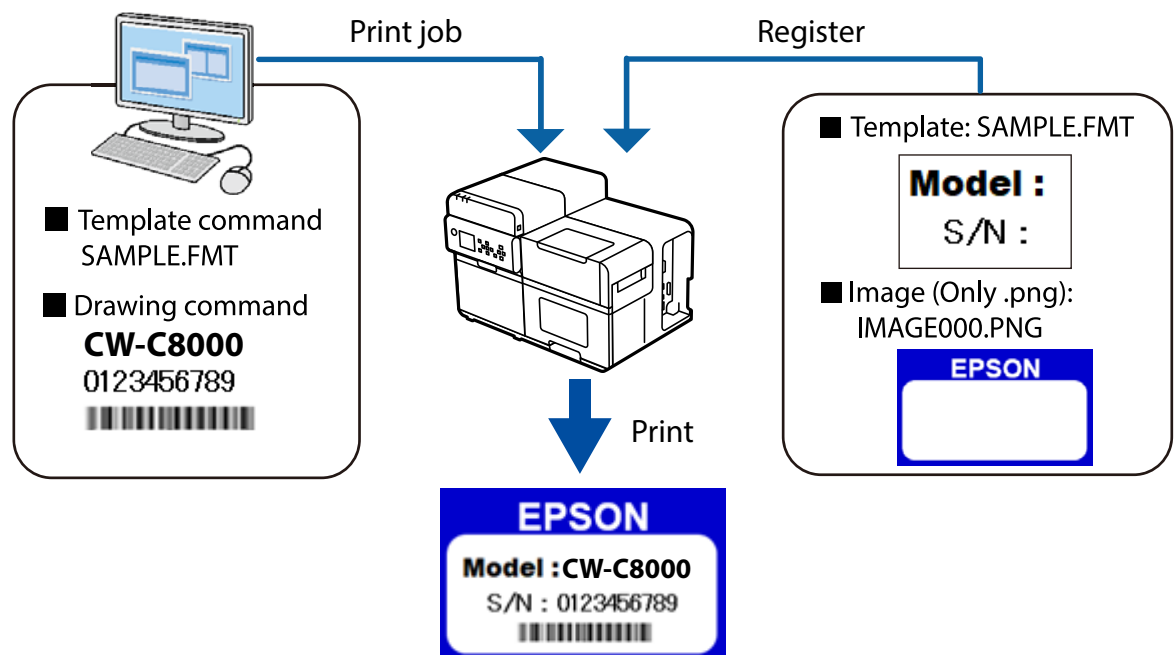 Print job
Register
■ Template command
SAMPLE.FMT
■ Drawing command
CW-C8000
0123456789
■ Template: SAMPLE.FMT
Model :
S/N :
■ Image (Only .png):
IMAGE000.PNG
EPSON
Print
EPSON
Model : CW-C8000
S/N : 0123456789